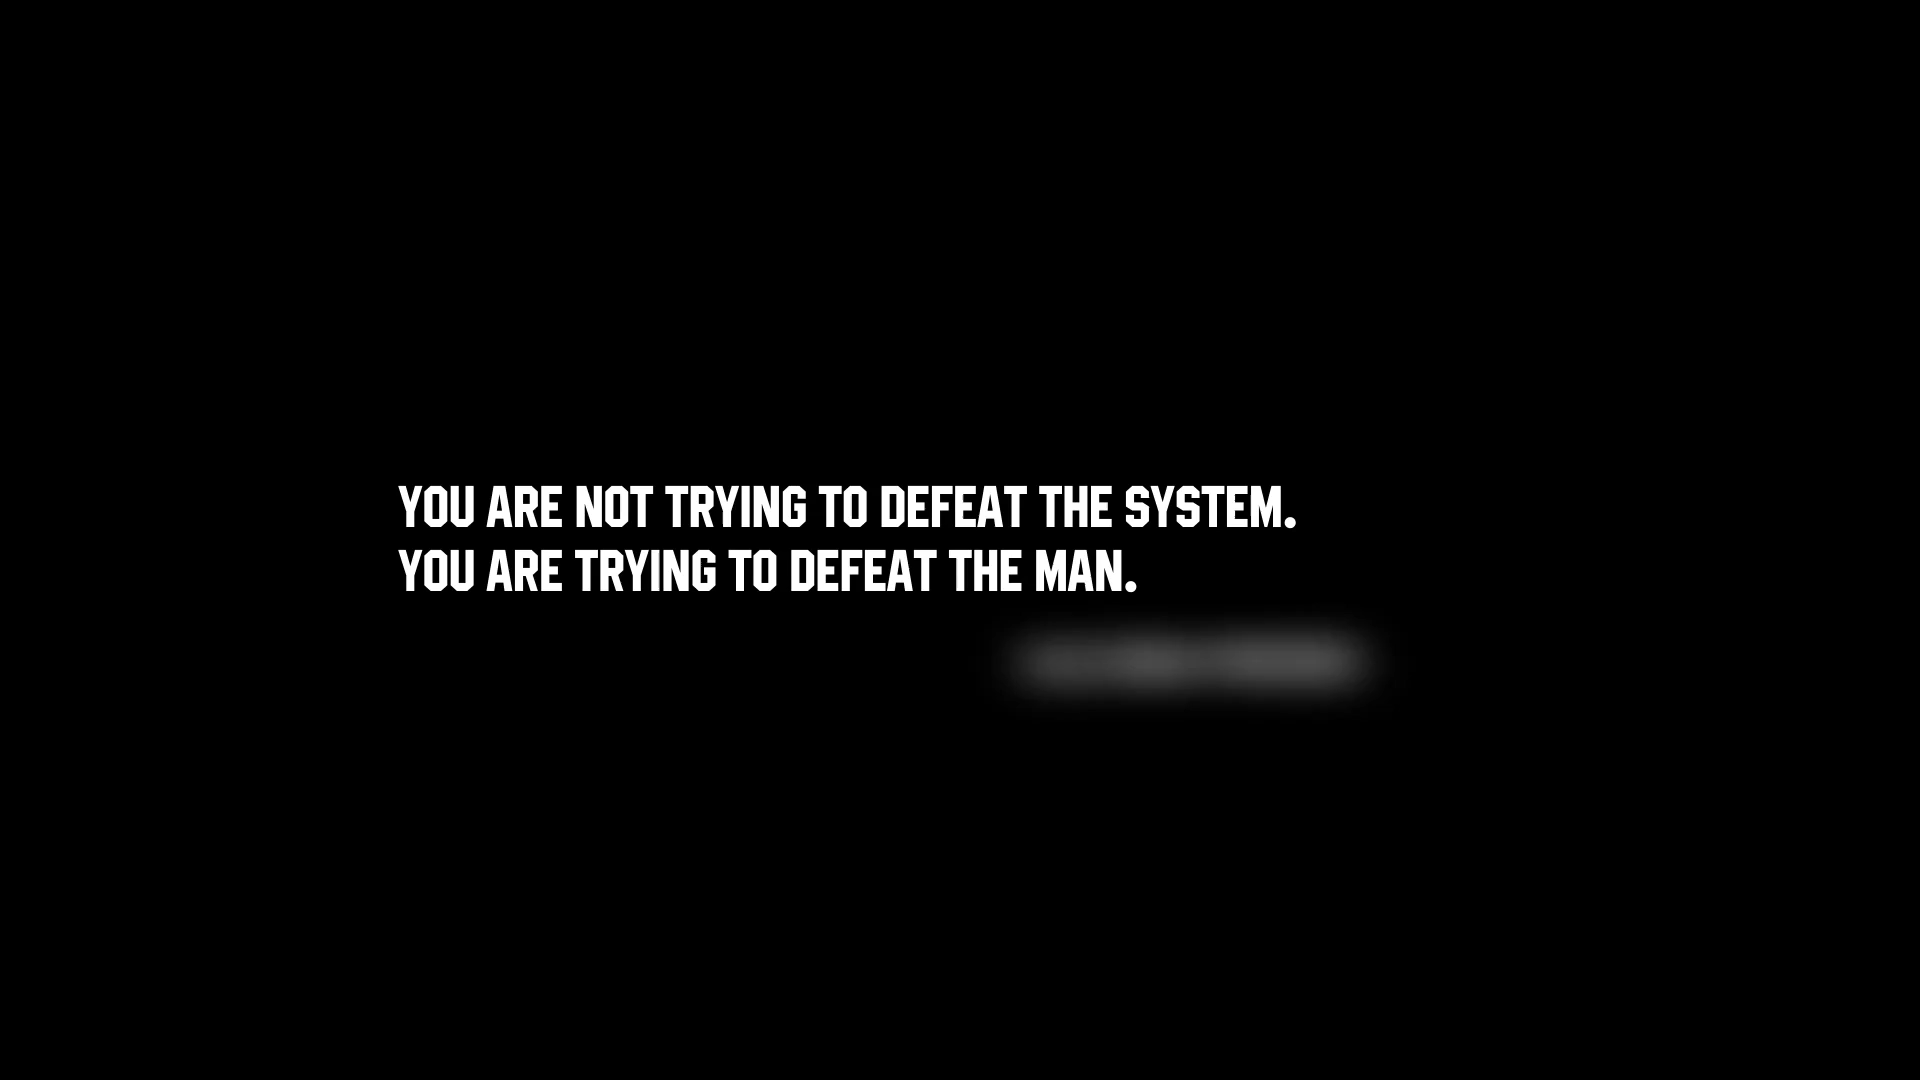 YOU ARE NOT TRYING TO DEFEAT THE SYSTEM.
YOU ARE TRYING TO DEFEAT THE MAN.